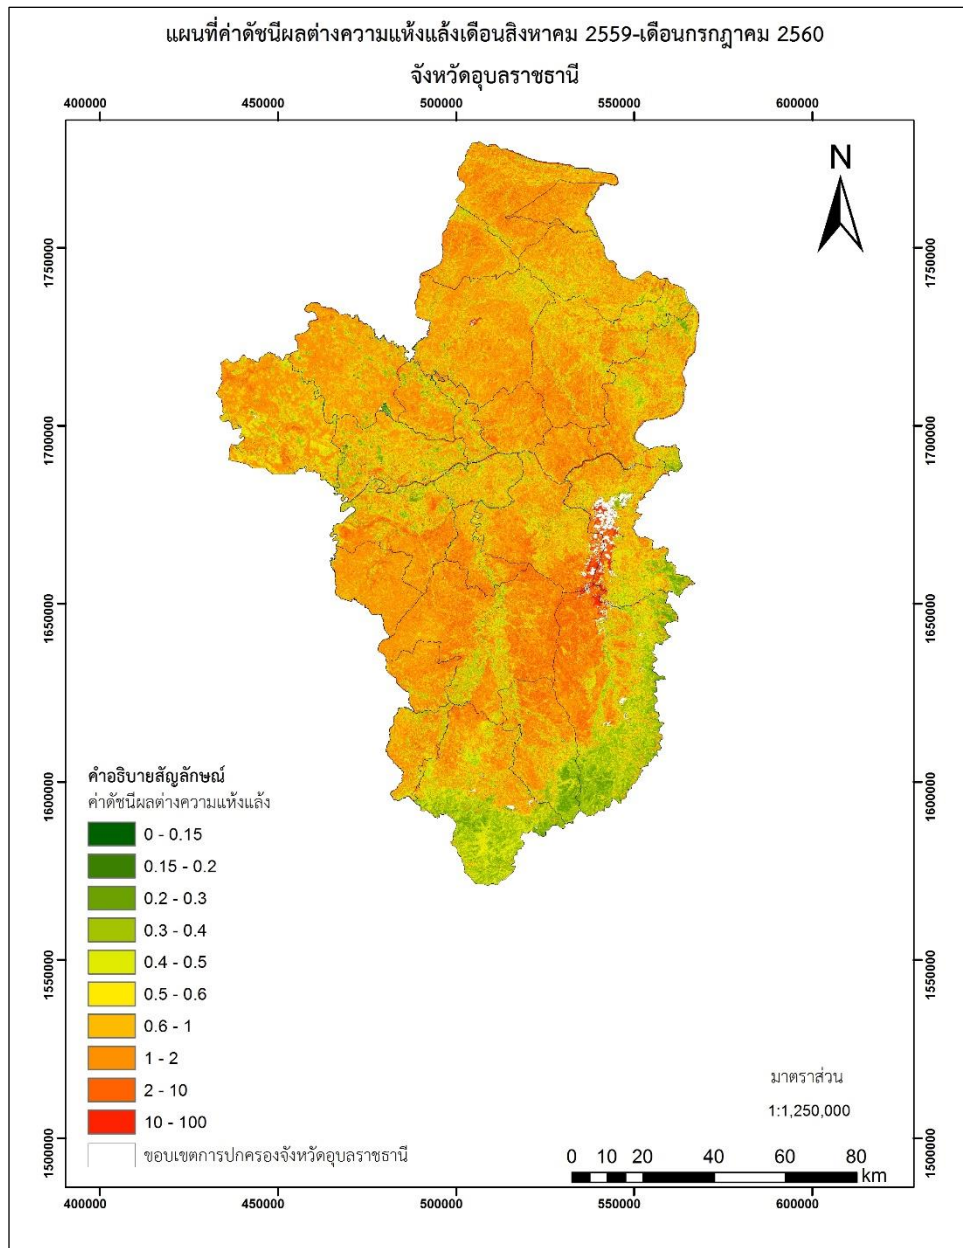 แผนที่ค่าดัชนีผลต่างความแห้งแล้งเดือนสิงหาคม 2559-เดือนกรกฎาคม 2560
จังหวัดอุบลราชธานี
400000 450000 500000 550000 600000
N
1750000 1750000
1700000 1700000
1650000 1650000
1600000 1600000
1550000 1550000
1500000 1500000
คำอธิบายสัญลักษณ์
ค่าดัชนีผลต่างความแห้งแล้ง
0 - 0.15
0.15 - 0.2
0.2 - 0.3
0.3 - 0.4
0.4 - 0.5
0.5 - 0.6
0.6 - 1
1 - 2
2 - 10
10 - 100
ขอบเขตการปกครองจังหวัดอุบลราชธานี
มาตราส่วน
1:1,250,000
0 10 20 40 60 80
km
400000 450000 500000 550000 600000